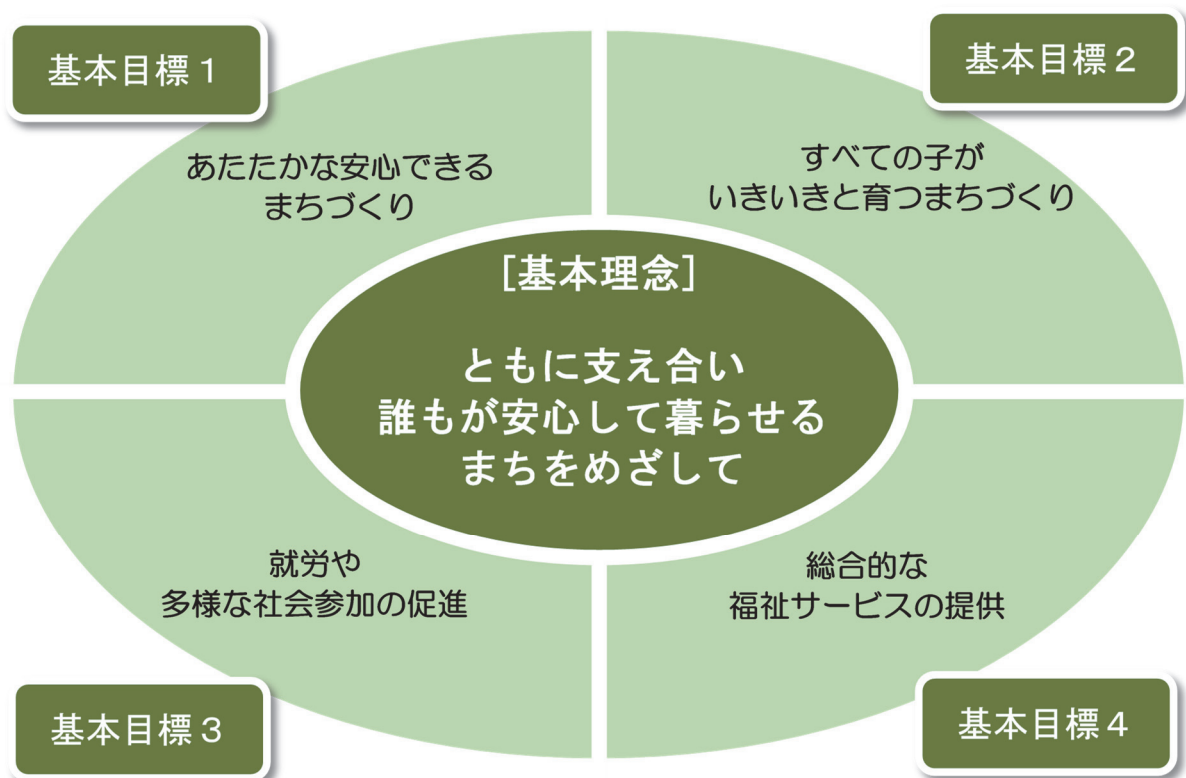 基本目標１
あたたかな安心できる
まちづくり
基本目標２
すべての子が
いきいきと育つまちづくり
[基本理念]
ともに支え合い
誰もが安心して暮らせる
まちをめざして
就労や
多様な社会参加の促進
基本目標３
総合的な
福祉サービスの提供
基本目標４